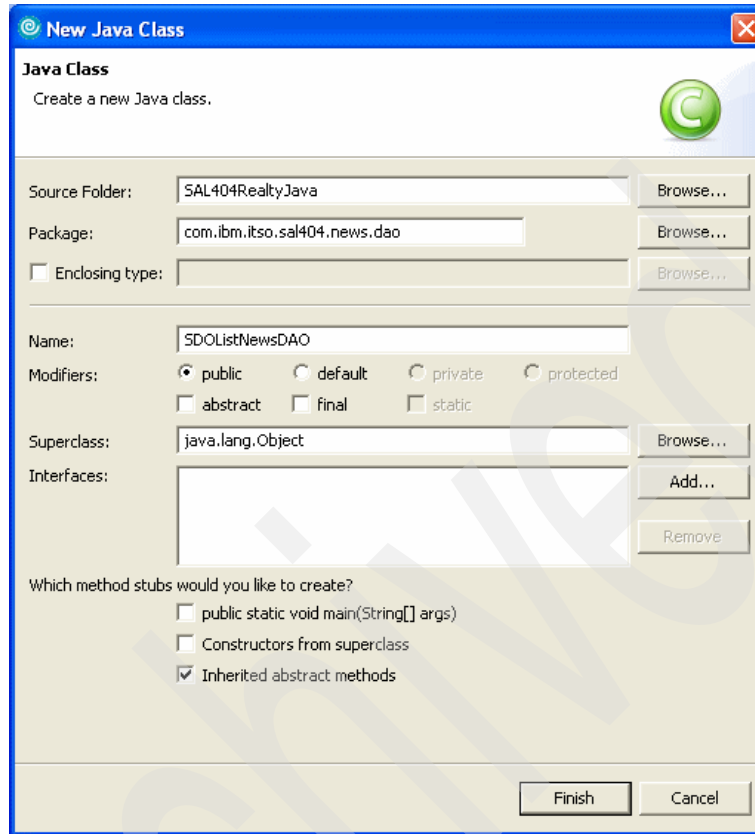 New Java Class
Java Class
Create a new Java class.
C
Source Folder: SAL404RealtyJava Browse...
Package: com.ibm.itso.sal404.news.dao Browse...
Enclosing type: Browse...
Name: SDOListNewsDAO
Modifiers: public default private protected
abstract final static
Superclass: java.lang.Object Browse...
Interfaces: Add...
Remove
Which method stubs would you like to create?
public static void main(String[] args)
Constructors from superclass
Inherited abstract methods
Finish Cancel